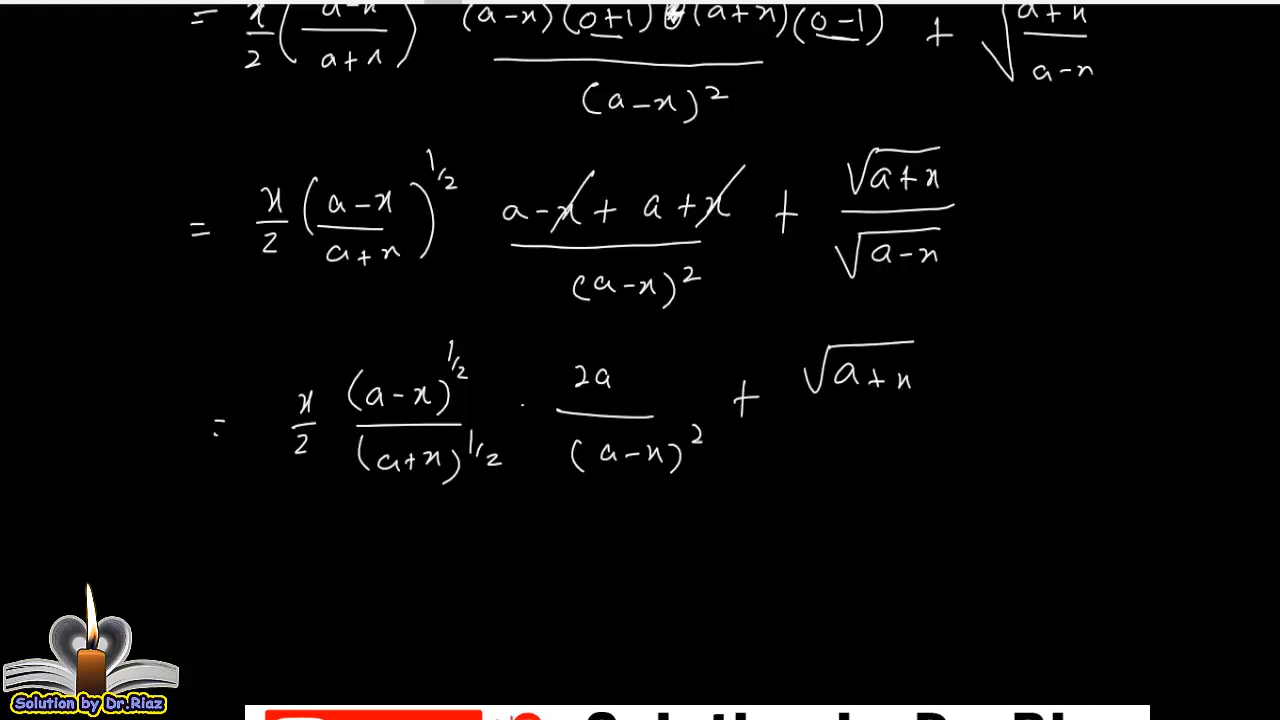 = x/2 (a-x / a+x) (a-x)(0+1) (a+x)(0-1) / (a-x)^2 + √(a+x / a-x)
= x/2 (a-x / a+x)^1/2 a-x + a+x / (a-x)^2 + √a+x / √a-x
= x/2 (a-x)^1/2 / (a+x)^1/2 . 2a / (a-x)^2 + √a+x
Solution by Dr.Riaz